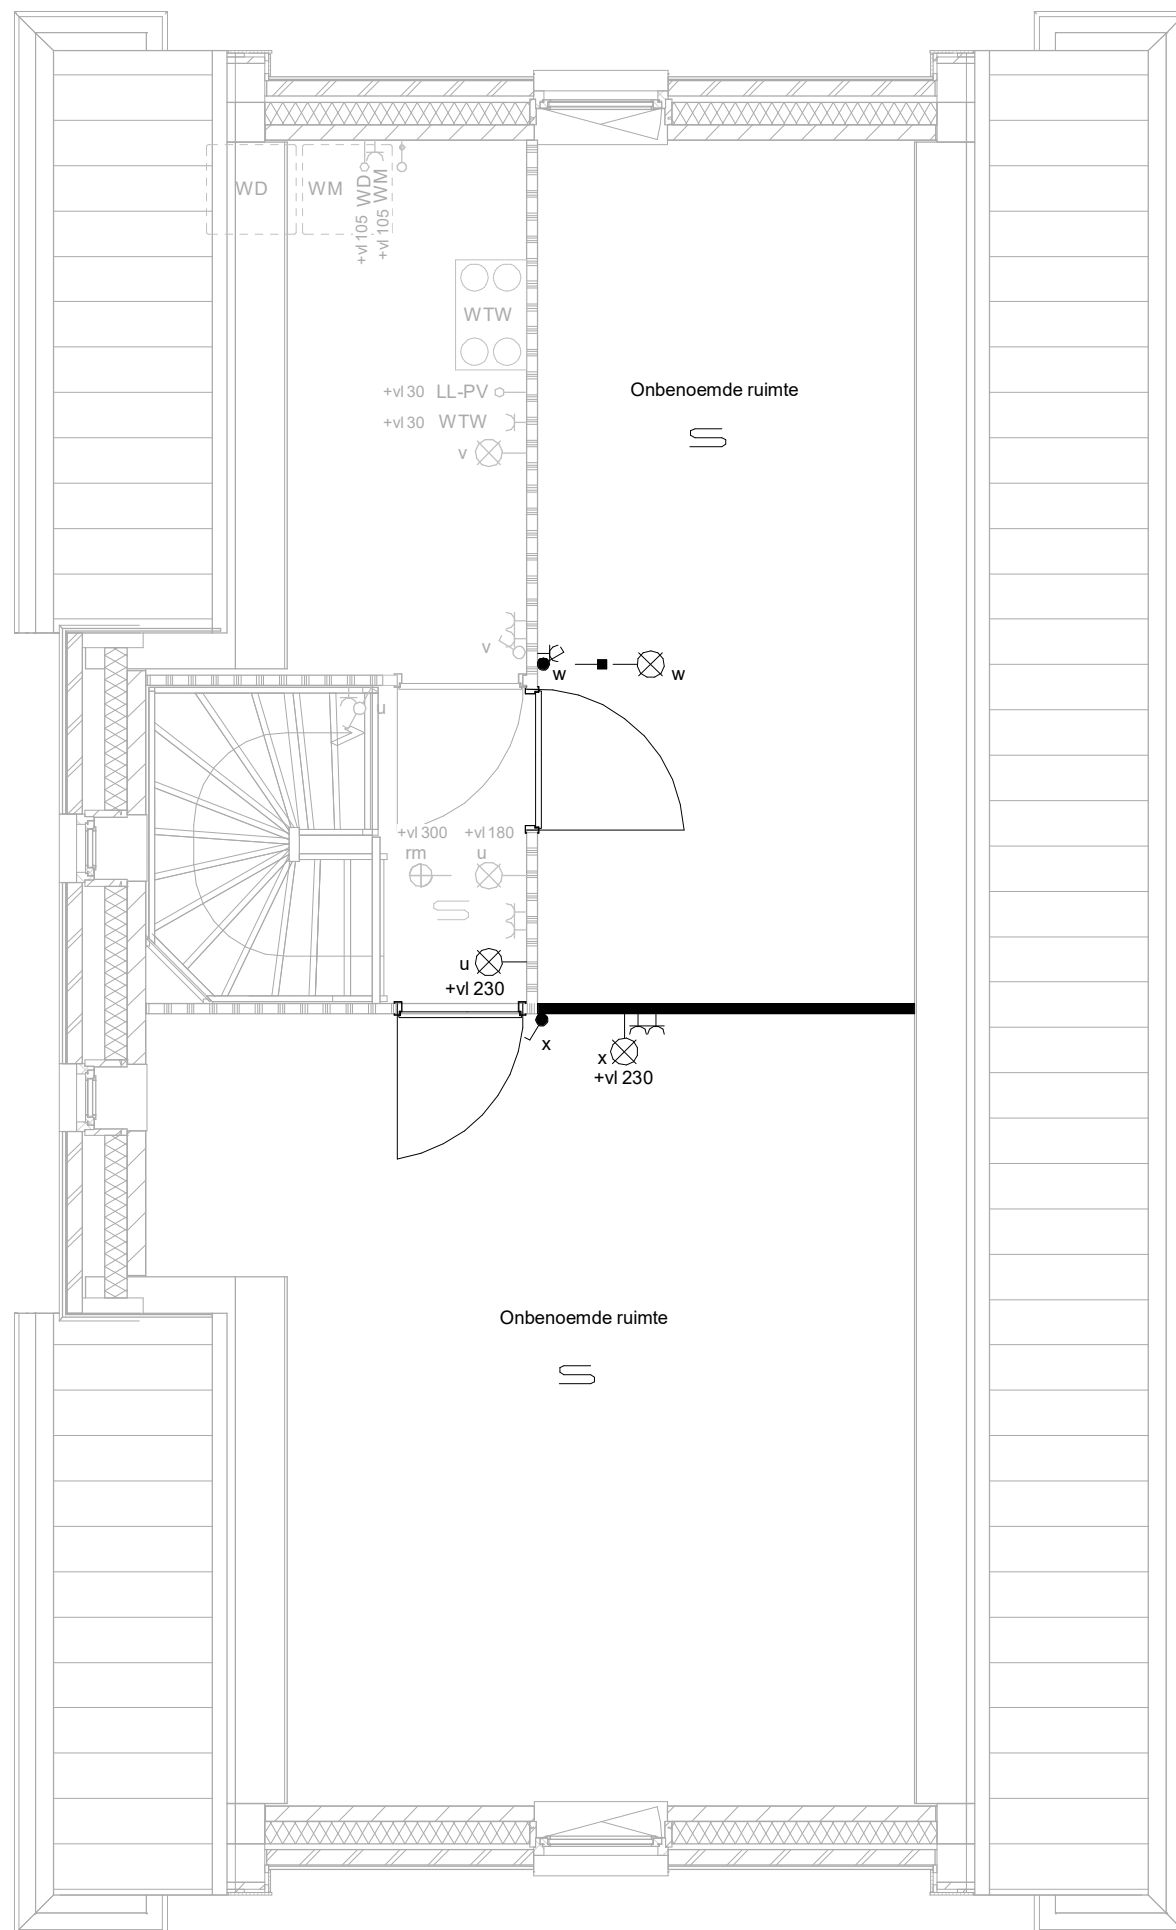 WD
WM
+vl 105 WD
+vl 105 WM
WTW
+vl 30 LL-PV
+vl 30 WTW
v
Onbenoemde ruimte
v
w
w
u
+vl 300
+vl 180
rm
u
u
+vl 230
x
x
+vl 230
Onbenoemde ruimte